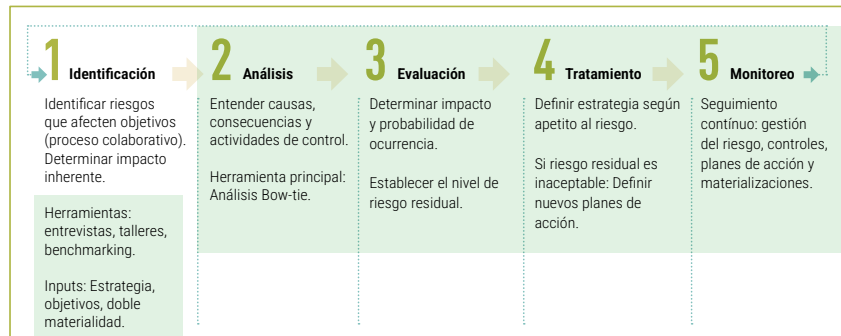 1 Identificación
Identificar riesgos
que afecten objetivos
(proceso colaborativo).
Determinar impacto
inherente.
Herramientas:
entrevistas, talleres,
benchmarking.
Inputs: Estrategia,
objetivos, doble
materialidad.
2 Análisis
Entender causas,
consecuencias y
actividades de control.
Herramienta principal:
Análisis Bow-tie.
3 Evaluación
Determinar impacto
y probabilidad de
ocurrencia.
Establecer el nivel de
riesgo residual.
4 Tratamiento
Definir estrategia según
apetito al riesgo.
Si riesgo residual es
inaceptable: Definir
nuevos planes de
acción.
5 Monitoreo
Seguimiento
contínuo: gestión
del riesgo, controles,
planes de acción y
materializaciones.